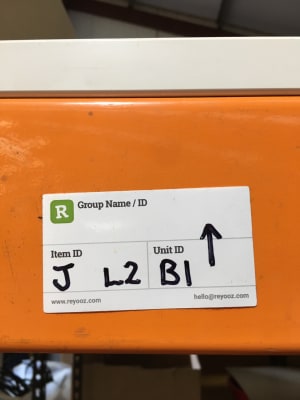 R Group Name / ID
Item ID Unit ID
J L2 B1
www.reyooz.com hello@reyooz.com